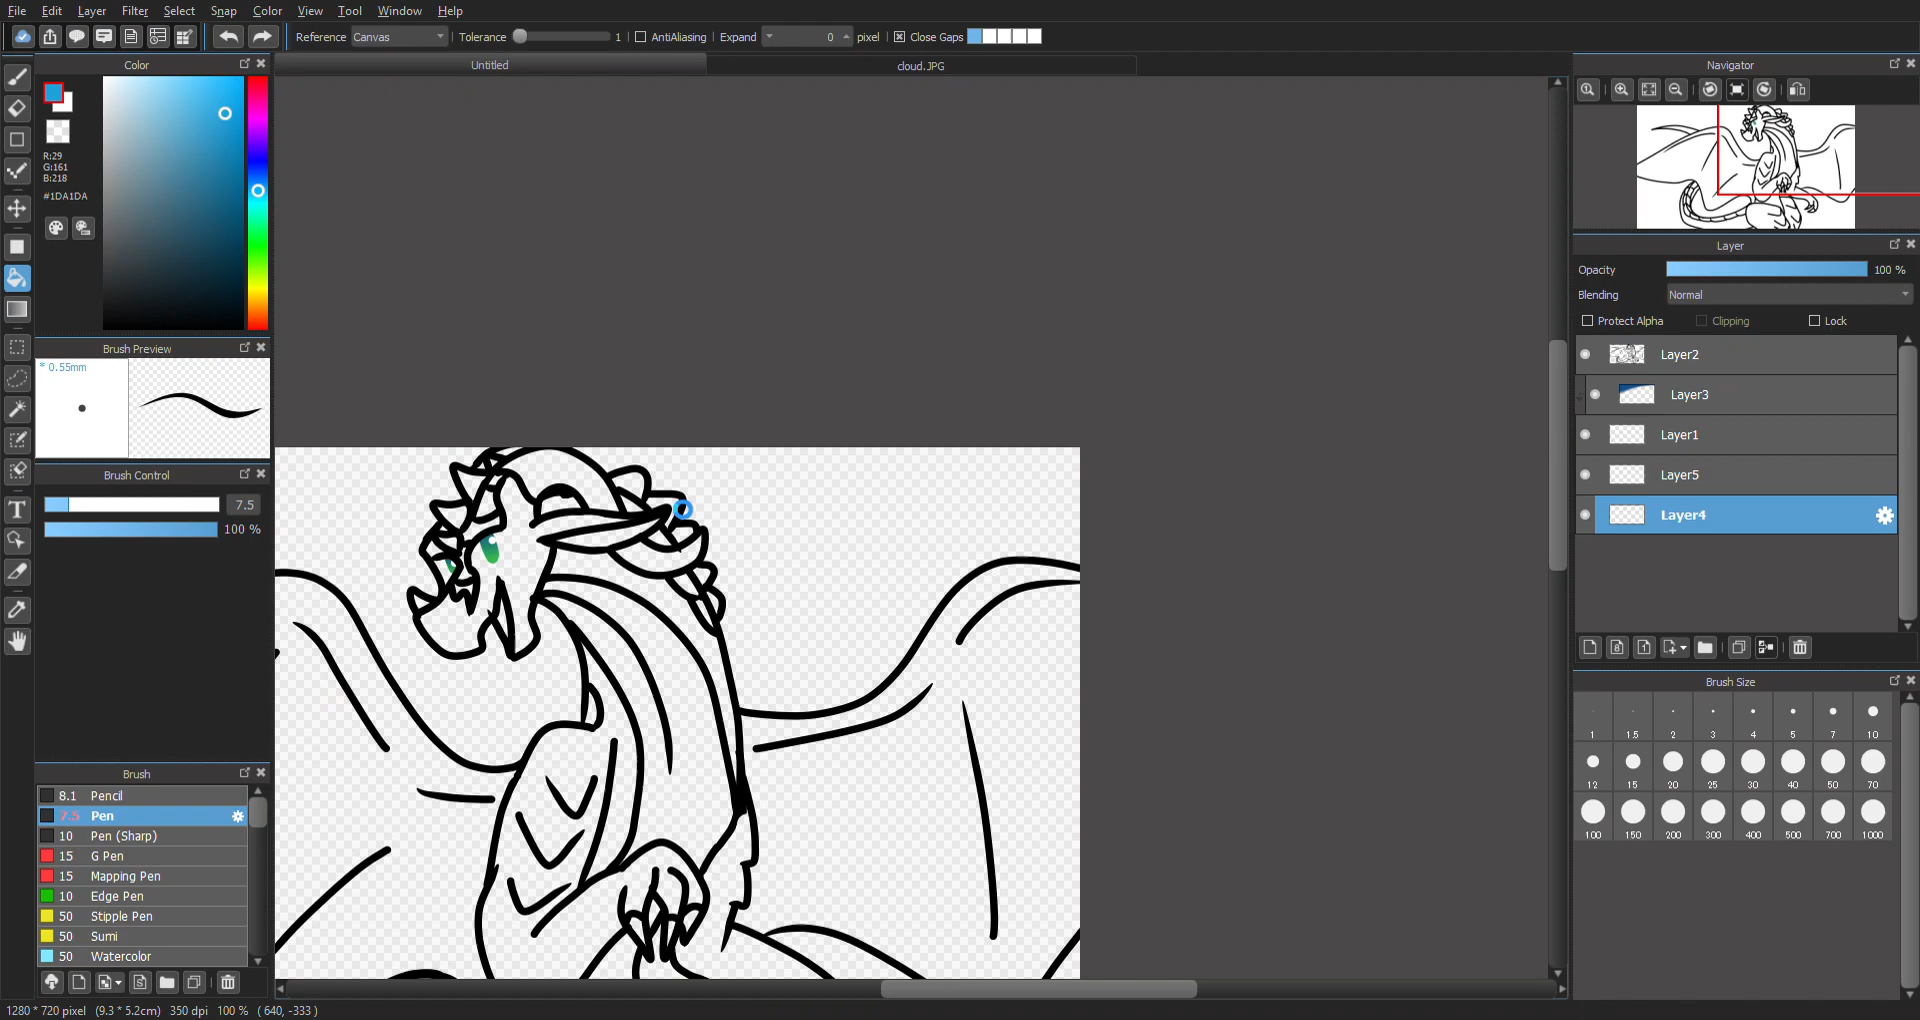 File Edit Layer Filter Select Snap Color View Tool Window Help
Reference Canvas Tolerance 1 AntiAliasing Expand 0 pixel Close Gaps
Color
R:29
G:161
B:218
#1DA1DA
Brush Preview
* 0.55mm
Brush Control
7.5
100 %
Brush
8.1 Pencil
7.5 Pen
10 Pen (Sharp)
15 G Pen
15 Mapping Pen
10 Edge Pen
50 Stipple Pen
50 Sumi
50 Watercolor
Untitled
cloud.JPG
Navigator
Layer
Opacity 100 %
Blending Normal
Protect Alpha Clipping Lock
Layer2
Layer3
Layer1
Layer5
Layer4
Brush Size
1 1.5 2 3 4 5 7 10
12 15 20 25 30 40 50 70
100 150 200 300 400 500 700 1000
1280 * 720 pixel (9.3 * 5.2cm) 350 dpi 100 % ( 640, -333 )